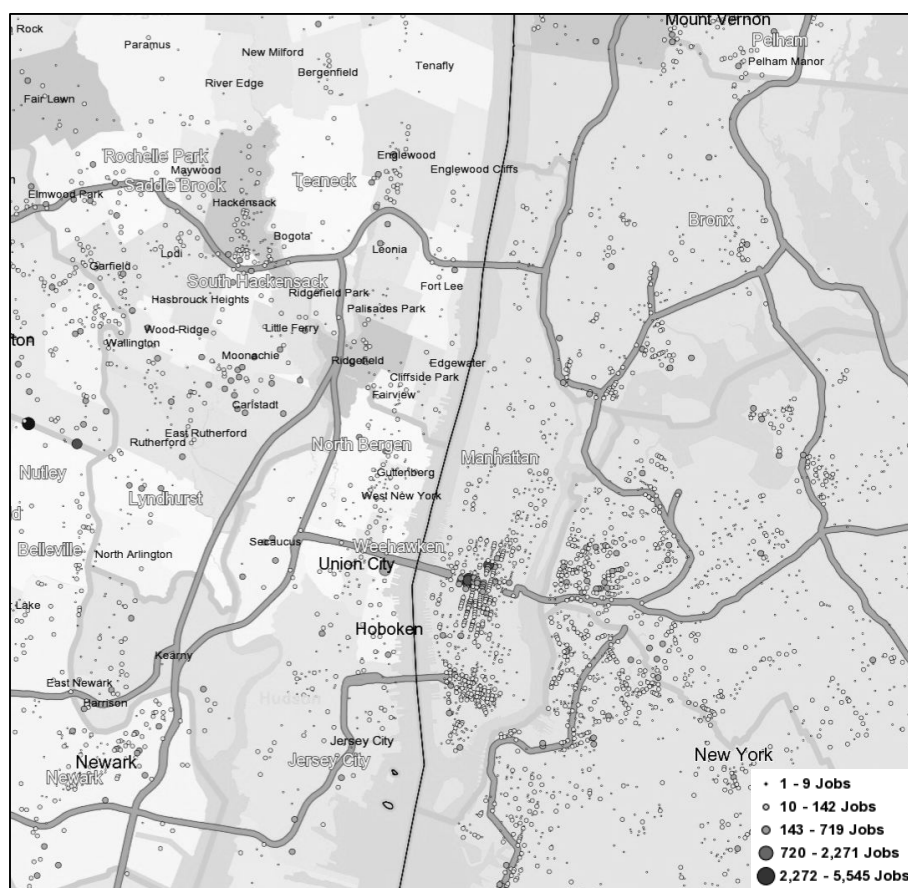 Rock
Mount Vernon
Pelham
Paramus
New Milford
Bergenfield
Tenafly
Pelham Manor
River Edge
Fair Lawn
Rochelle Park
Maywood
Englewood
Englewood Cliffs
Saddle Brook
Teaneck
Elmwood Park
Hackensack
Bronx
Bogota
Lodi
Leonia
Garfield
South Hackensack
Fort Lee
Hasbrouck Heights
Ridgefield Park
Palisades Park
Wood-Ridge
Little Ferry
ton
Wallington
Moonachie
Ridgefield
Edgewater
Cliffside Park
Carlstadt
Fairview
East Rutherford
Rutherford
North Bergen
Manhattan
Nutley
Guttenberg
Lyndhurst
West New York
d
Secaucus
Weehawken
Belleville
North Arlington
Union City
Lake
Hoboken
Kearny
East Newark
Harrison
Hudson
Jersey City
Newark
Jersey City
New York
Newark
1 - 9 Jobs
10 - 142 Jobs
143 - 719 Jobs
720 - 2,271 Jobs
2,272 - 5,545 Jobs